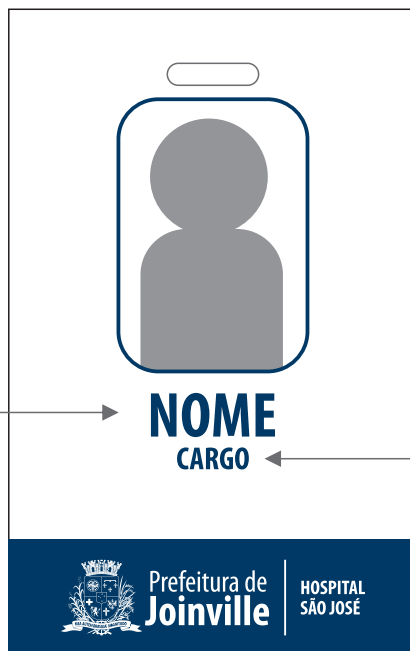 NOME
CARGO
Prefeitura de
Joinville
HOSPITAL
SÃO JOSÉ